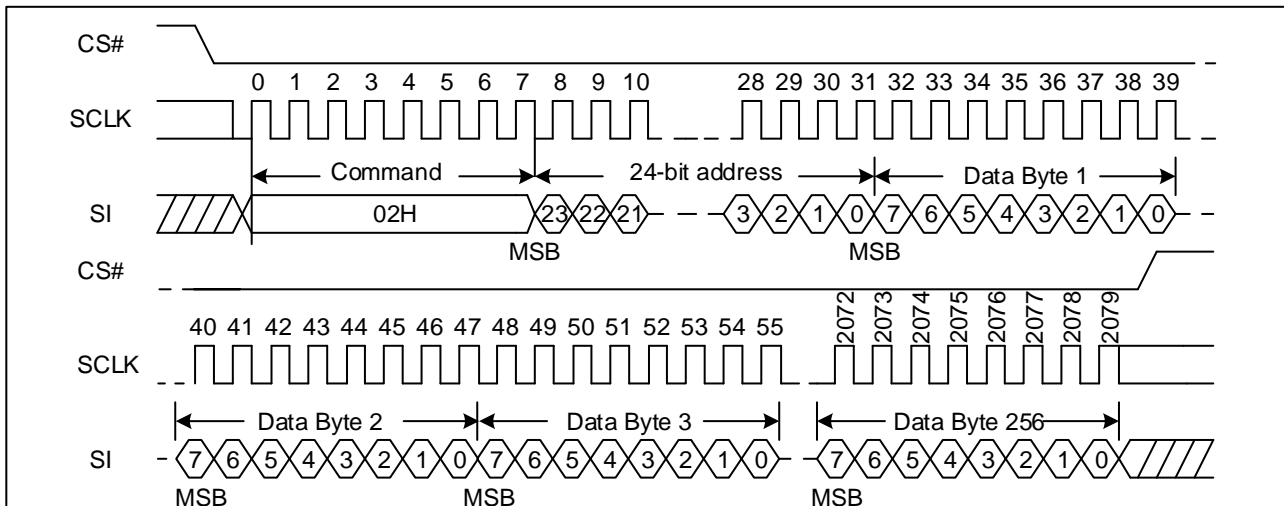 CS#
0 1 2 3 4 5 6 7 8 9 10 28 29 30 31 32 33 34 35 36 37 38 39
SCLK
Command 24-bit address Data Byte 1
SI 02H 23 22 21 3 2 1 0 7 6 5 4 3 2 1 0
MSB MSB
CS#
40 41 42 43 44 45 46 47 48 49 50 51 52 53 54 55 2072 2073 2074 2075 2076 2077 2078 2079
SCLK
Data Byte 2 Data Byte 3 Data Byte 256
SI 7 6 5 4 3 2 1 0 7 6 5 4 3 2 1 0 7 6 5 4 3 2 1 0
MSB MSB MSB